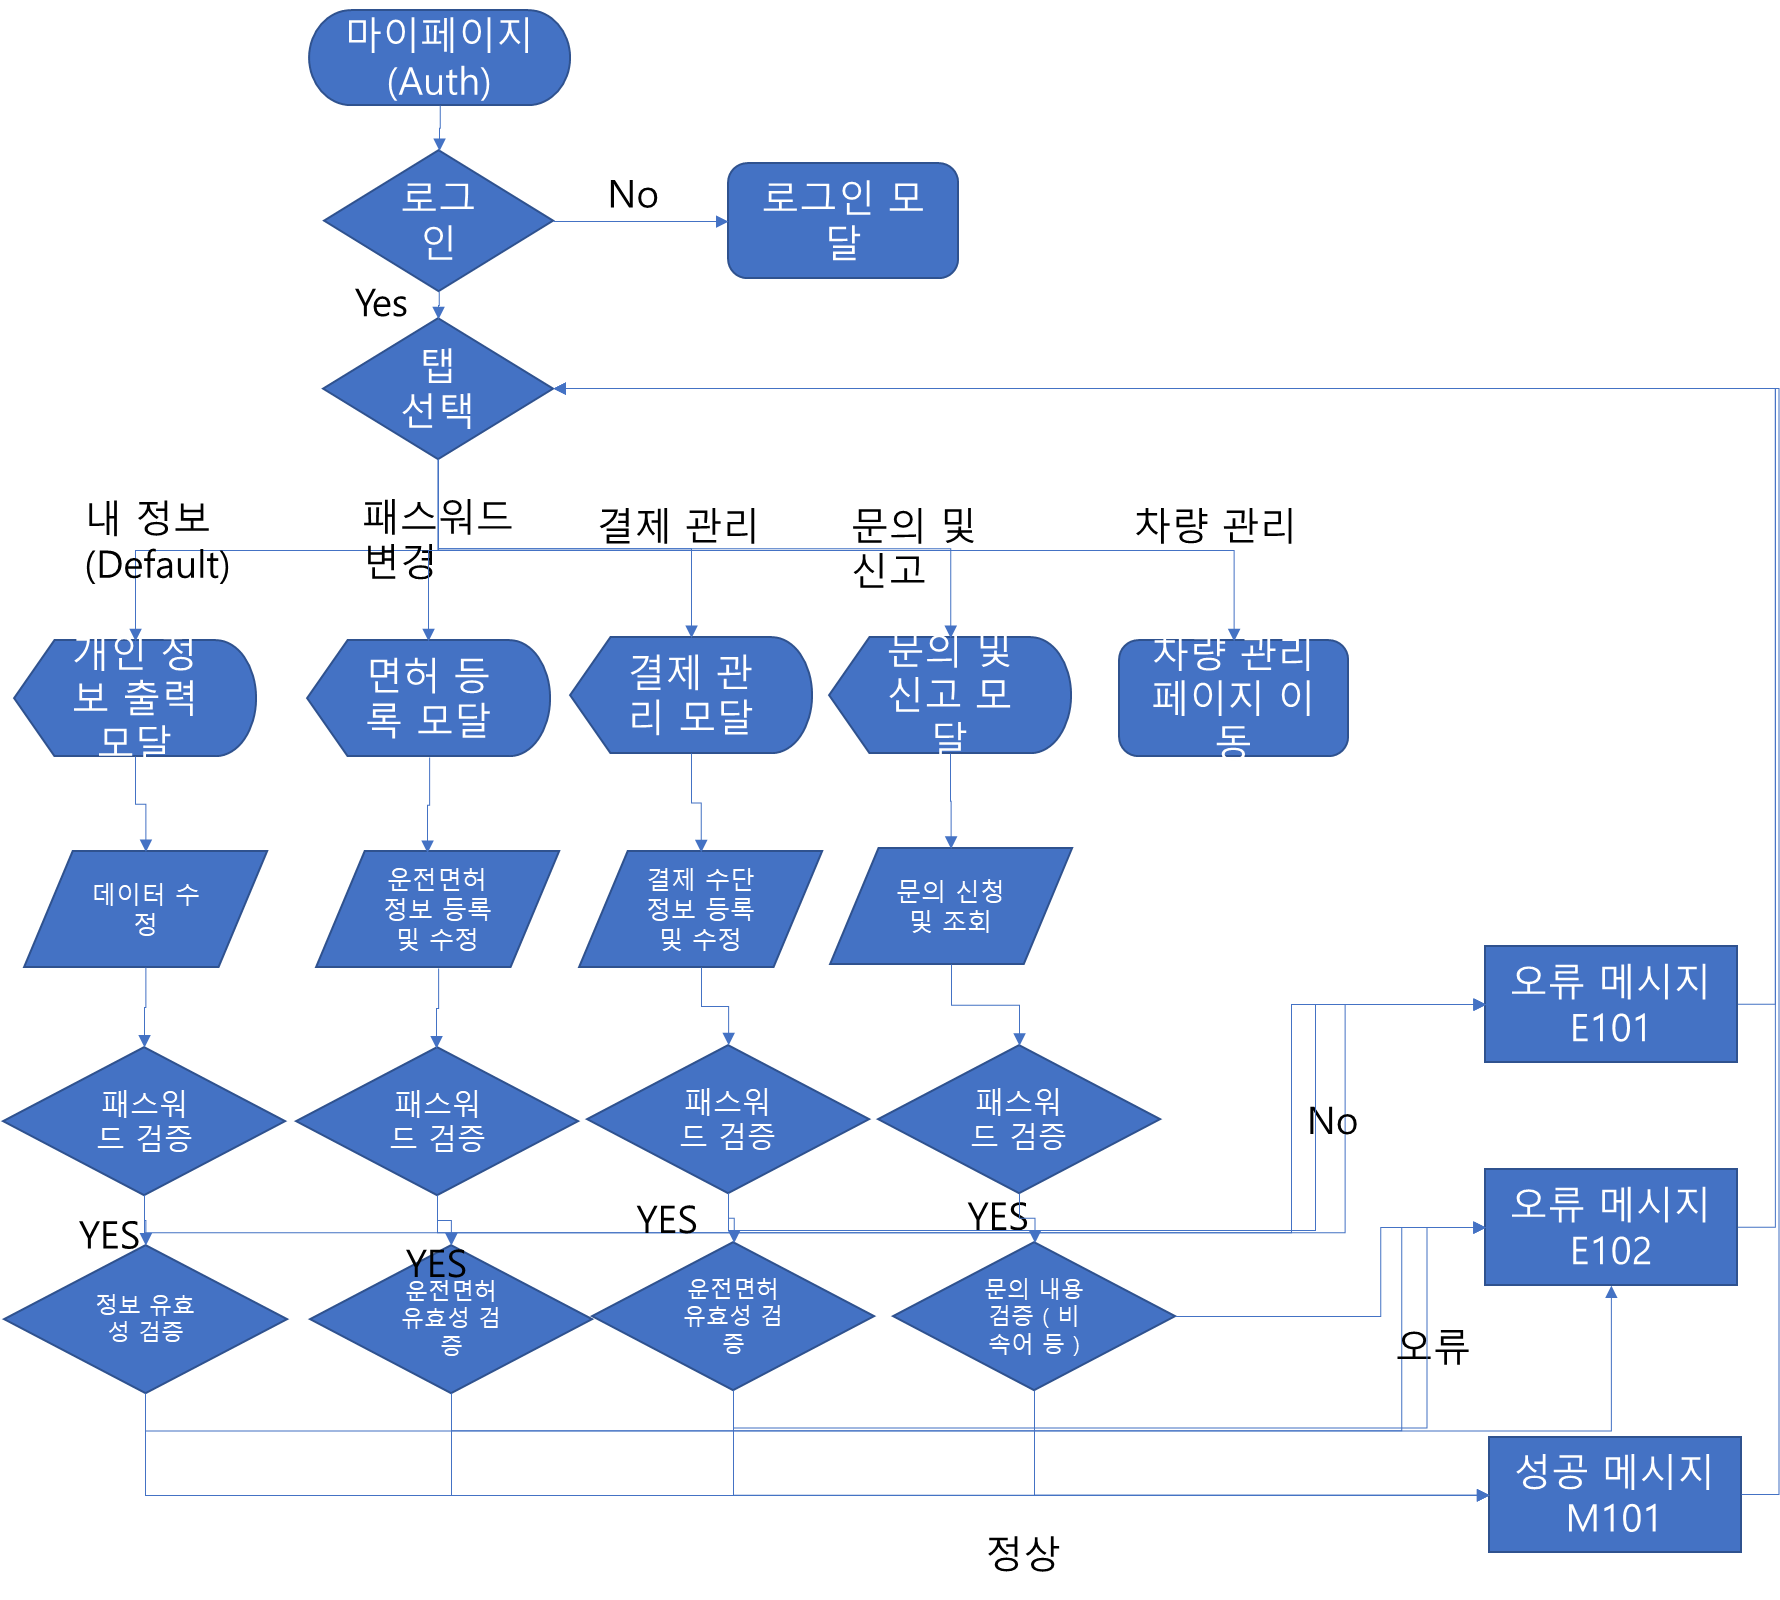 마이페이지
(Auth)
로그
인
No
로그인 모
달
Yes
탭
선택
내 정보
(Default)
패스워드
변경
결제 관리
문의 및
신고
차량 관리
개인 정
보 출력
모달
면허 등
록 모달
결제 관
리 모달
문의 및
신고 모
달
차량 관리
페이지 이
동
데이터 수
정
운전면허
정보 등록
및 수정
결제 수단
정보 등록
및 수정
문의 신청
및 조회
오류 메시지
E101
패스워
드 검증
패스워
드 검증
패스워
드 검증
패스워
드 검증
No
YES
YES
YES
YES
오류 메시지
E102
정보 유효
성 검증
운전면허
유효성 검
증
운전면허
유효성 검
증
문의 내용
검증 ( 비
속어 등 )
오류
성공 메시지
M101
정상